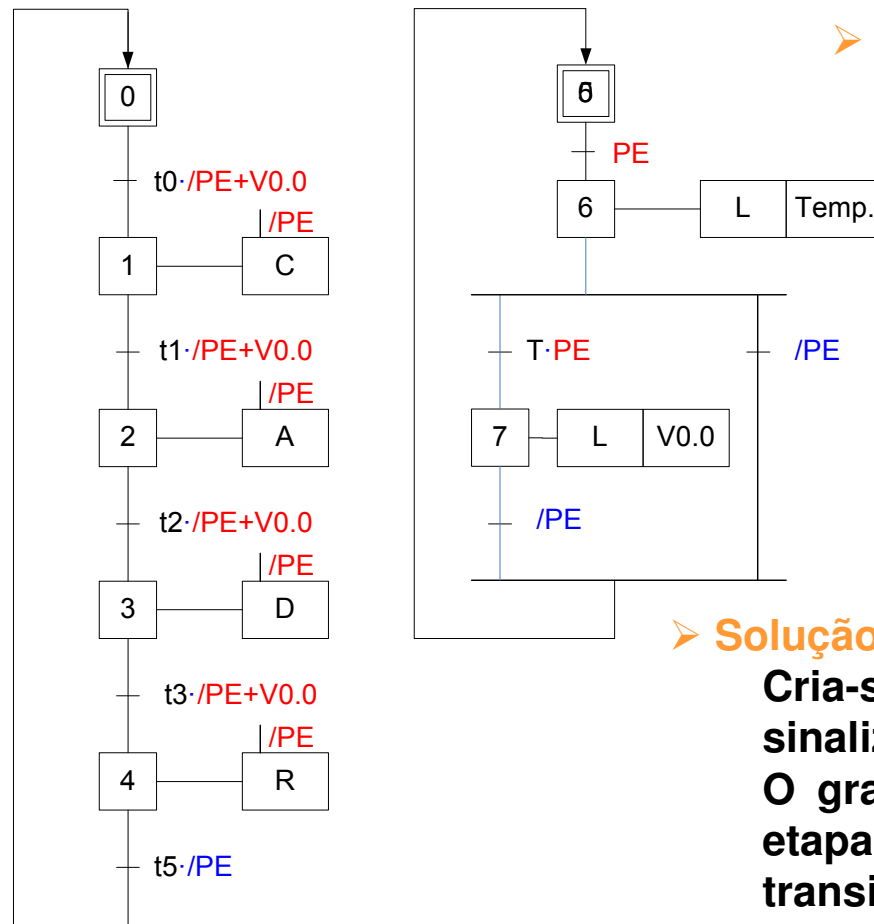 0
t0·/PE+V0.0
/PE
1
C
t1·/PE+V0.0
/PE
2
A
t2·/PE+V0.0
/PE
3
D
t3·/PE+V0.0
/PE
4
R
t5·/PE
PE
6
L
Temp.
T·PE
/PE
7
L
V0.0
/PE
➤
➤ Solução
Cria-s
sinaliz
O gra
etapa
transi